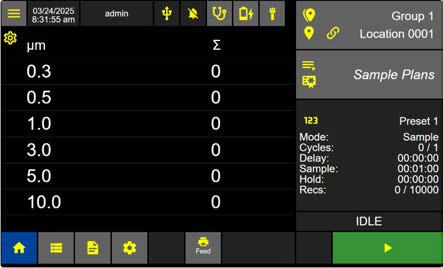 03/24/2025
8:31:55 am
admin
Group 1
Location 0001
µm Σ
0.3 0
0.5 0
1.0 0
3.0 0
5.0 0
10.0 0
Sample Plans
123 Preset 1
Mode: Sample
Cycles: 0 / 1
Delay: 00:00:00
Sample: 00:01:00
Hold: 00:00:00
Recs: 0 / 10000
IDLE
Feed